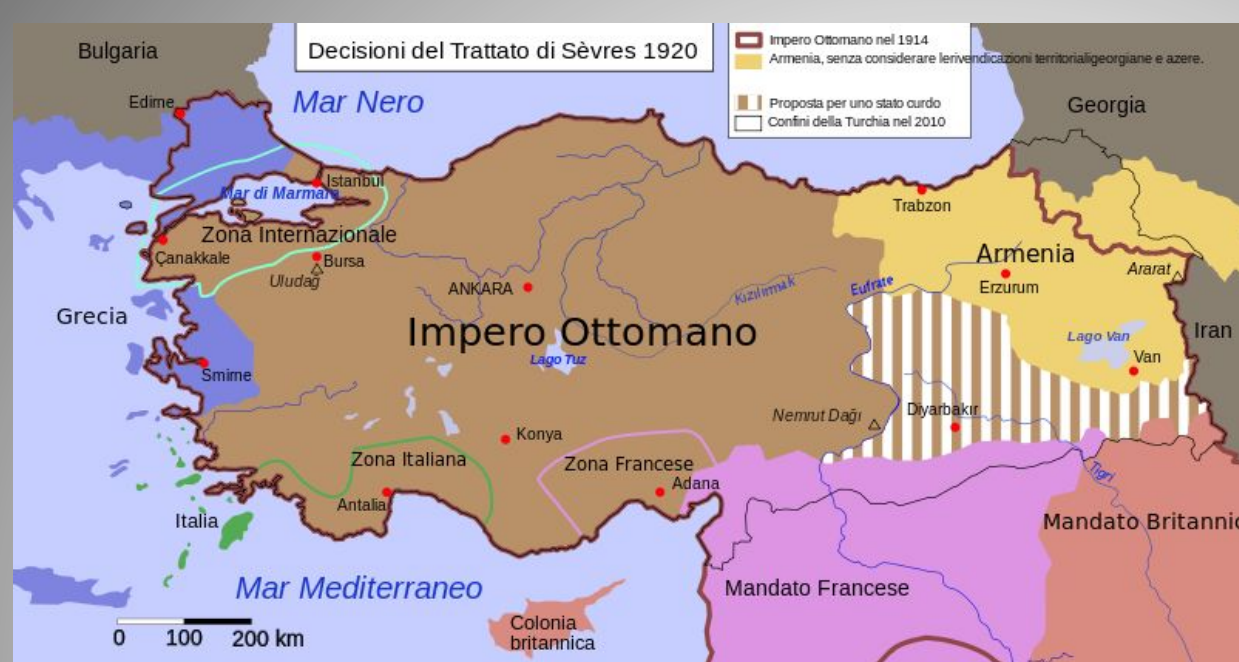 Decisioni del Trattato di Sèvres 1920
Impero Ottomano nel 1914
Armenia, senza considerare lerivendicazioni territorialigeorgiane e azere.
Proposta per uno stato curdo
Confini della Turchia nel 2010
Bulgaria
Mar Nero
Georgia
Edirne
Istanbul
Mar di Marmara
Trabzon
Zona Internazionale
Armenia
Çanakkale
Bursa
Uludağ
Ararat
Erzurum
ANKARA
Kızılırmak
Eufrate
Grecia
Impero Ottomano
Lago Tuz
Lago Van
Iran
Van
Smirne
Nemrut Dağı
Diyarbakır
Konya
Zona Italiana
Zona Francese
Tigri
Adana
Antalia
Italia
Mandato Britannic
Mar Mediterraneo
Mandato Francese
Colonia
britannica
0 100 200 km